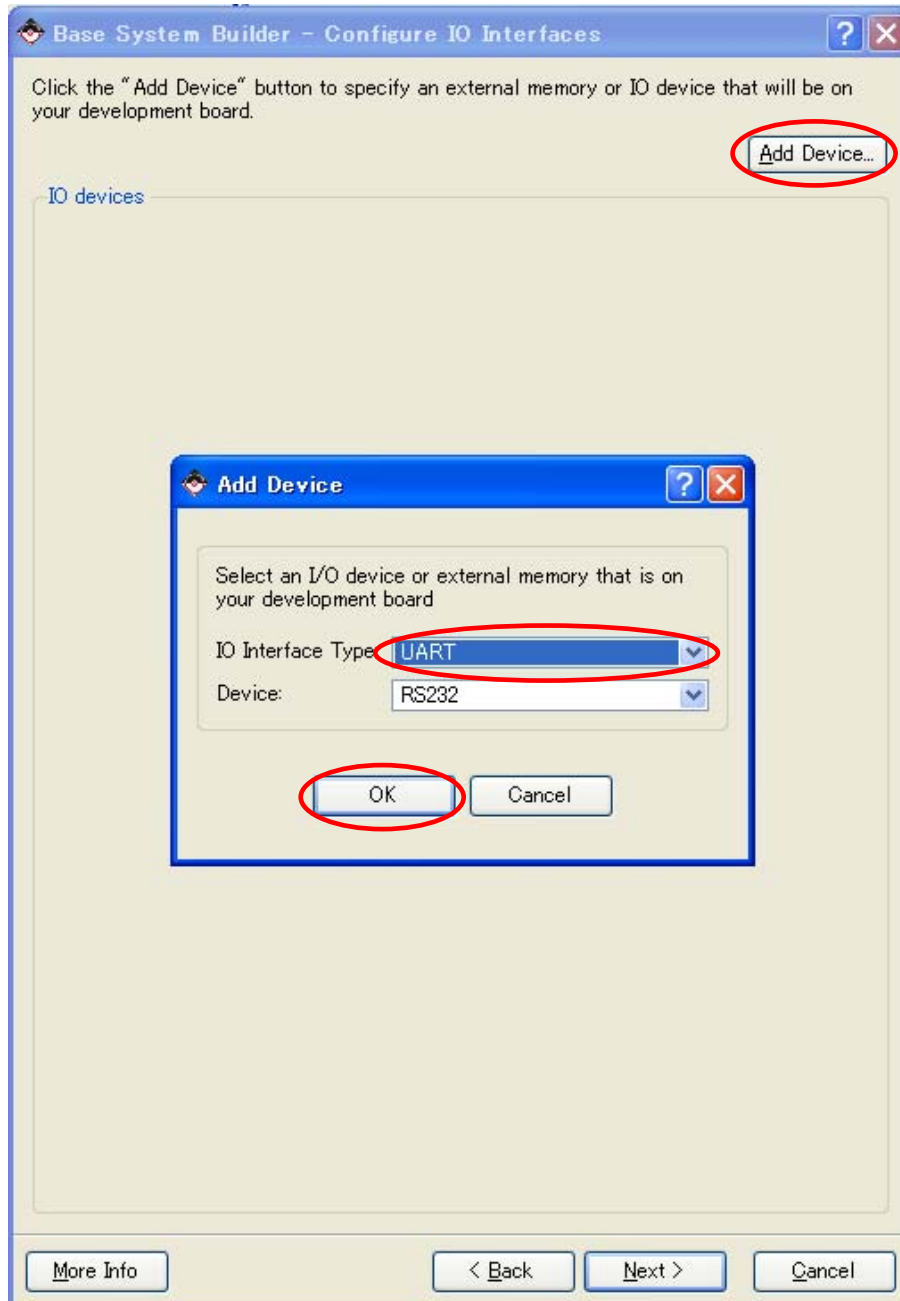 Base System Builder - Configure IO Interfaces
Click the "Add Device" button to specify an external memory or IO device that will be on
your development board.
Add Device...
IO devices
Add Device
Select an I/O device or external memory that is on
your development board
IO Interface Type
UART
Device:
RS232
OK
Cancel
More Info
< Back
Next >
Cancel